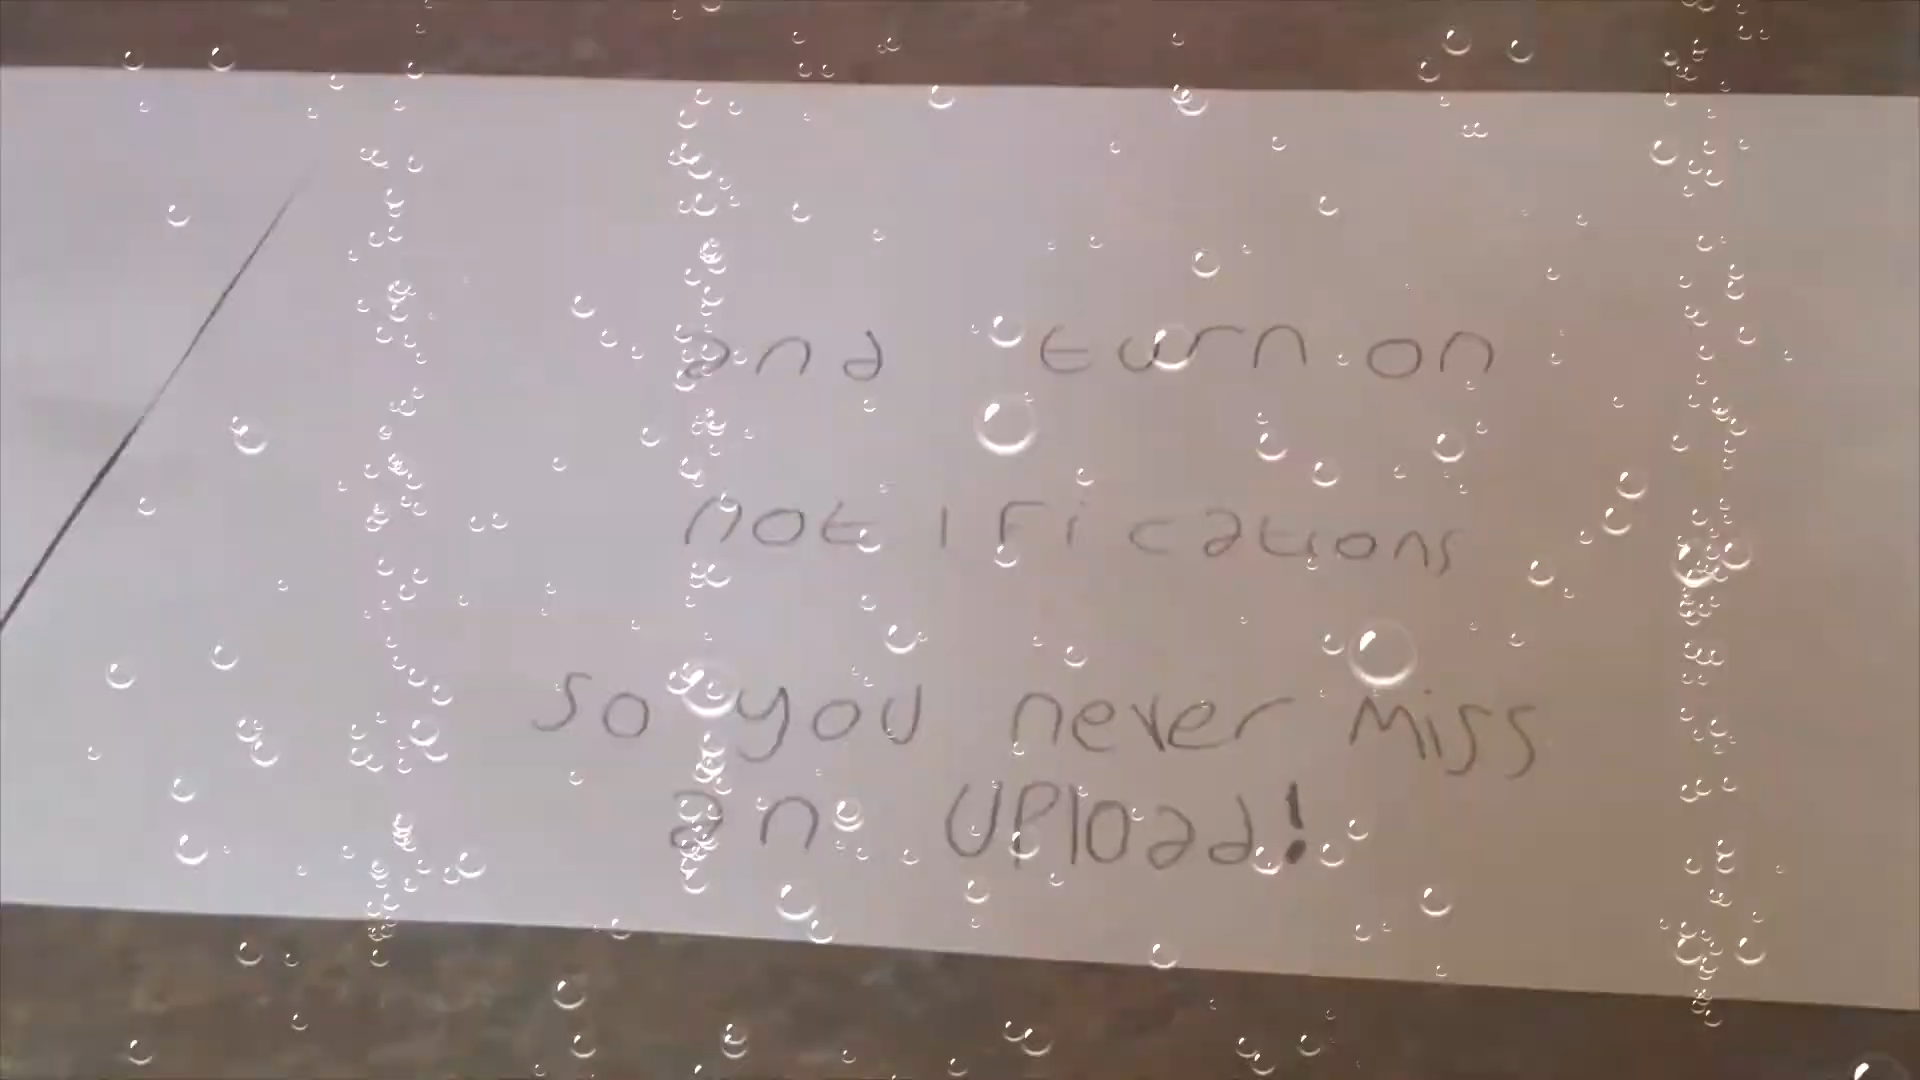 and turn on
notifications
so you never miss
an upload!